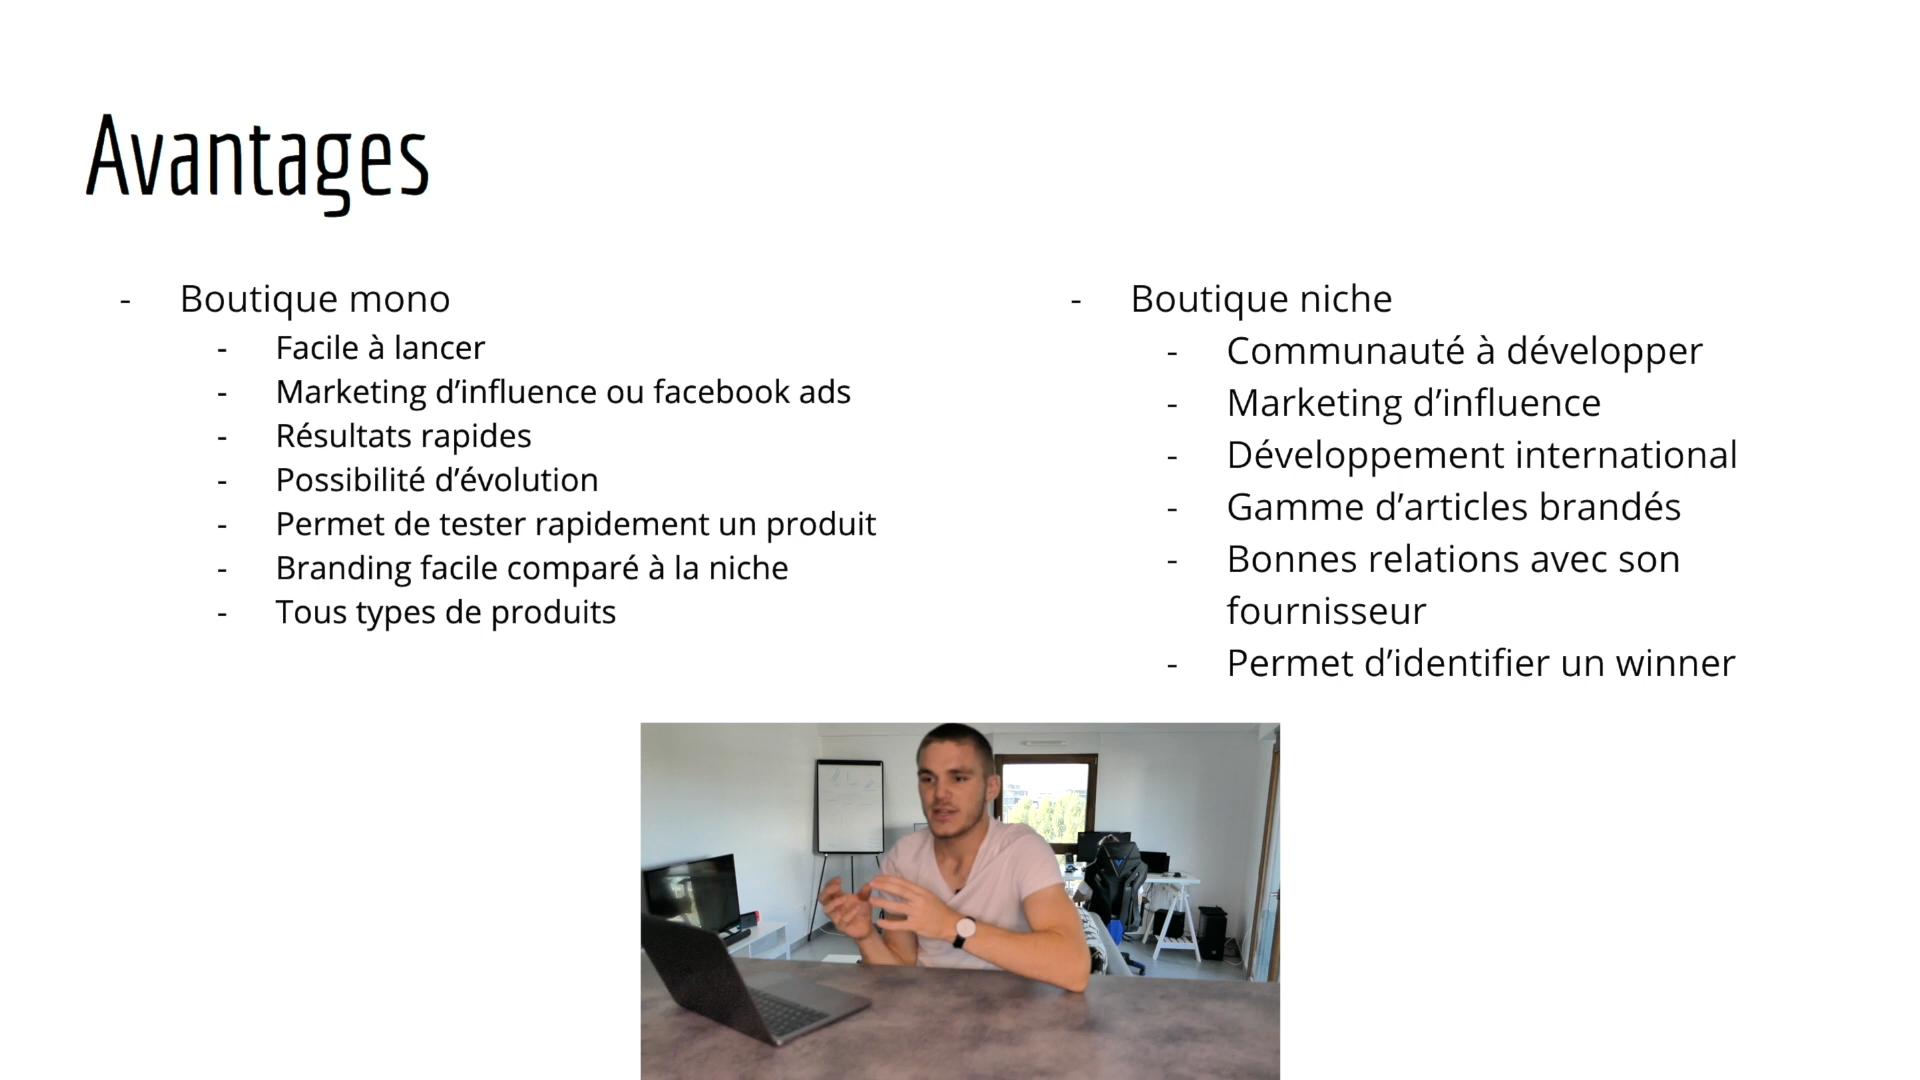 Avantages
- Boutique mono
- Facile à lancer
- Marketing d’influence ou facebook ads
- Résultats rapides
- Possibilité d’évolution
- Permet de tester rapidement un produit
- Branding facile comparé à la niche
- Tous types de produits
- Boutique niche
- Communauté à développer
- Marketing d’influence
- Développement international
- Gamme d’articles brandés
- Bonnes relations avec son
fournisseur
- Permet d’identifier un winner